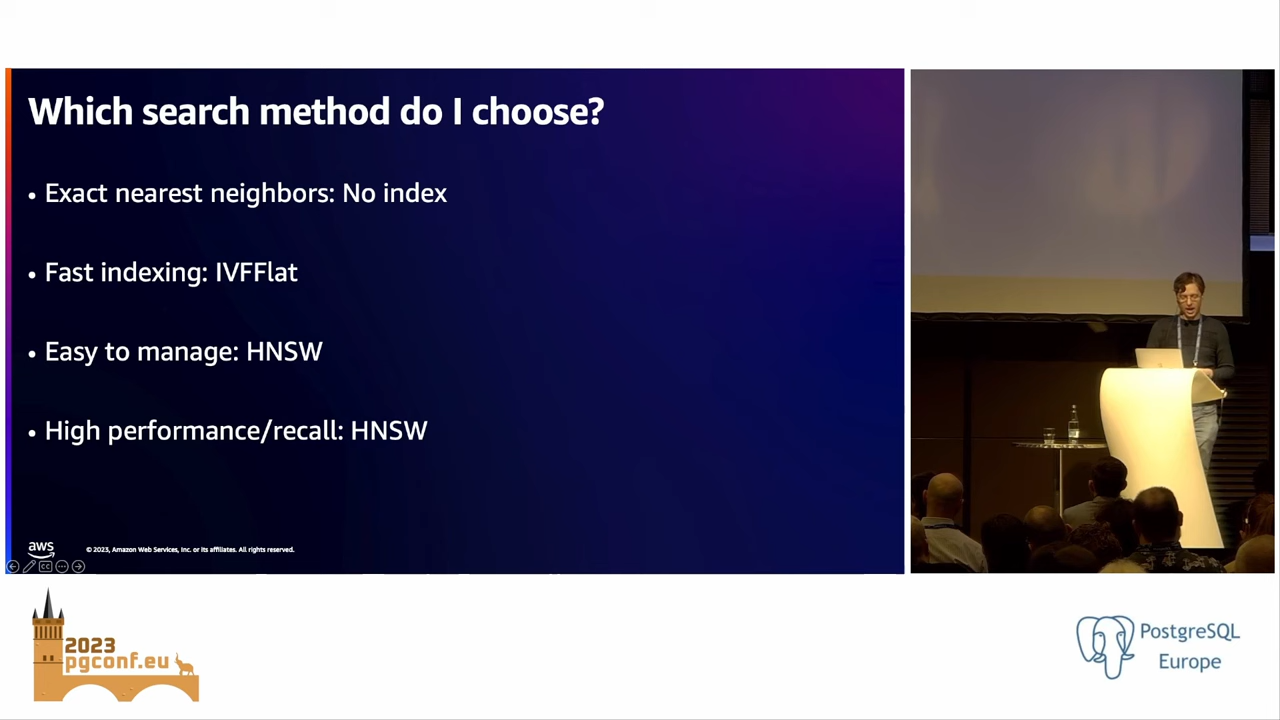 Which search method do I choose?
• Exact nearest neighbors: No index
• Fast indexing: IVFFlat
• Easy to manage: HNSW
• High performance/recall: HNSW
aws
© 2023, Amazon Web Services, Inc. or its affiliates. All rights reserved.
CC
2023
pgconf.eu
PostgreSQL
Europe